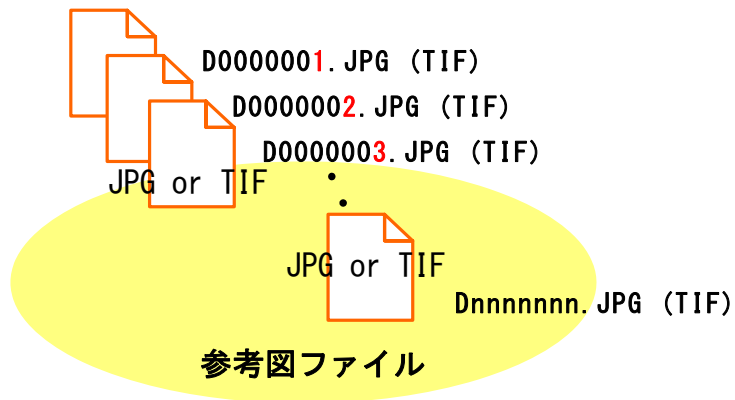 D0000001.JPG (TIF)
D0000002.JPG (TIF)
D0000003.JPG (TIF)
JPG or TIF
JPG or TIF
Dnnnnnnn.JPG (TIF)
参考図ファイル